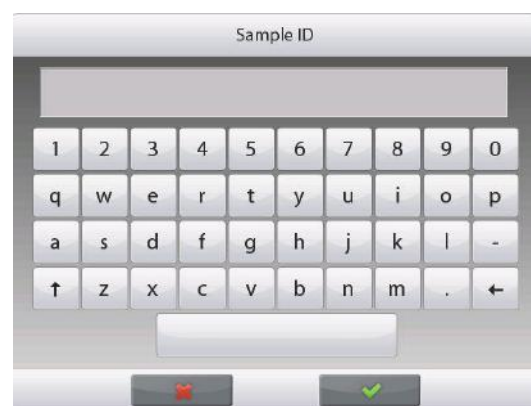 Sample ID
1 2 3 4 5 6 7 8 9 0
q w e r t y u i o p
a s d f g h j k l -
↑ z x c v b n m . ←